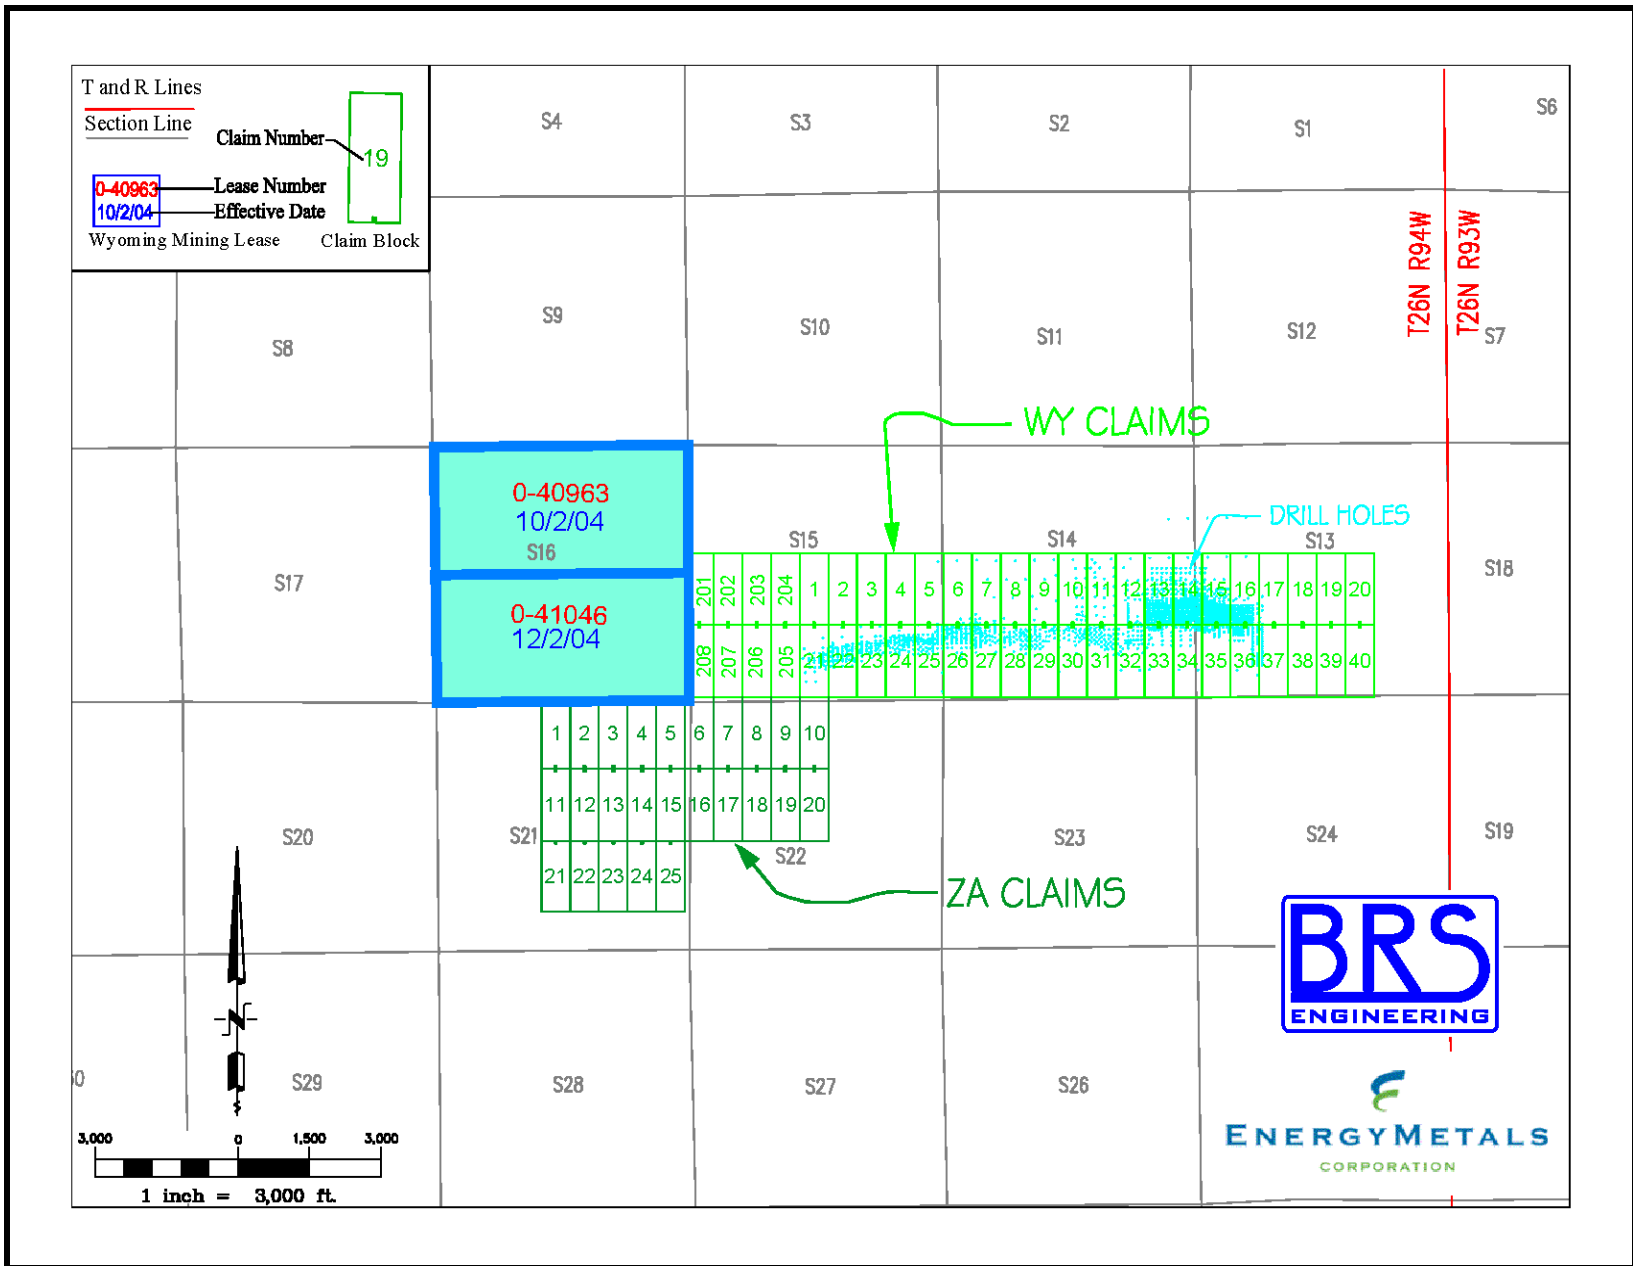 T and R Lines
Section Line
Claim Number
19
0-40963
Lease Number
10/2/04
Effective Date
Wyoming Mining Lease
Claim Block
S4
S3
S2
S1
S6
T26N R94W
T26N R93W
S8
S9
S10
S11
S12
S7
WY CLAIMS
0-40963
10/2/04
S16
0-41046
12/2/04
S17
S15
S14
DRILL HOLES
S13
S18
201 202 203 204 1 2 3 4 5 6 7 8 9 10 11 12 13 14 15 16 17 18 19 20
208 207 206 205 21 22 23 24 25 26 27 28 29 30 31 32 33 34 35 36 37 38 39 40
1 2 3 4 5 6 7 8 9 10
11 12 13 14 15 16 17 18 19 20
21 22 23 24 25
S20
S21
S22
S23
S24
S19
ZA CLAIMS
BRS
ENGINEERING
N
S
S29
S28
S27
S26
3,000 0 1,500 3,000
1 inch = 3,000 ft.
ENERGYMETALS
CORPORATION